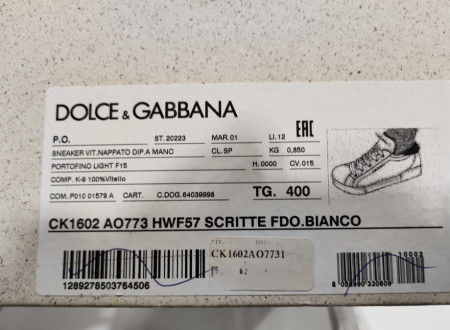 DOLCE & GABBANA
P.O. ST. 20223 MAR. 01 LI. 12 EAC
SNEAKER VIT.NAPPATO DIP.A MANO CL. SP KG 0,850
PORTOFINO LIGHT F15 H.0000 CV.015
COMP. K-9 100%Vitello
COM. P010 01579 A CART. C.DOG. 64039998 TG. 400
CK1602 AO773 HWF57 SCRITTE FDO.BIANCO
CK1602AO7731
1289278503764506
10002